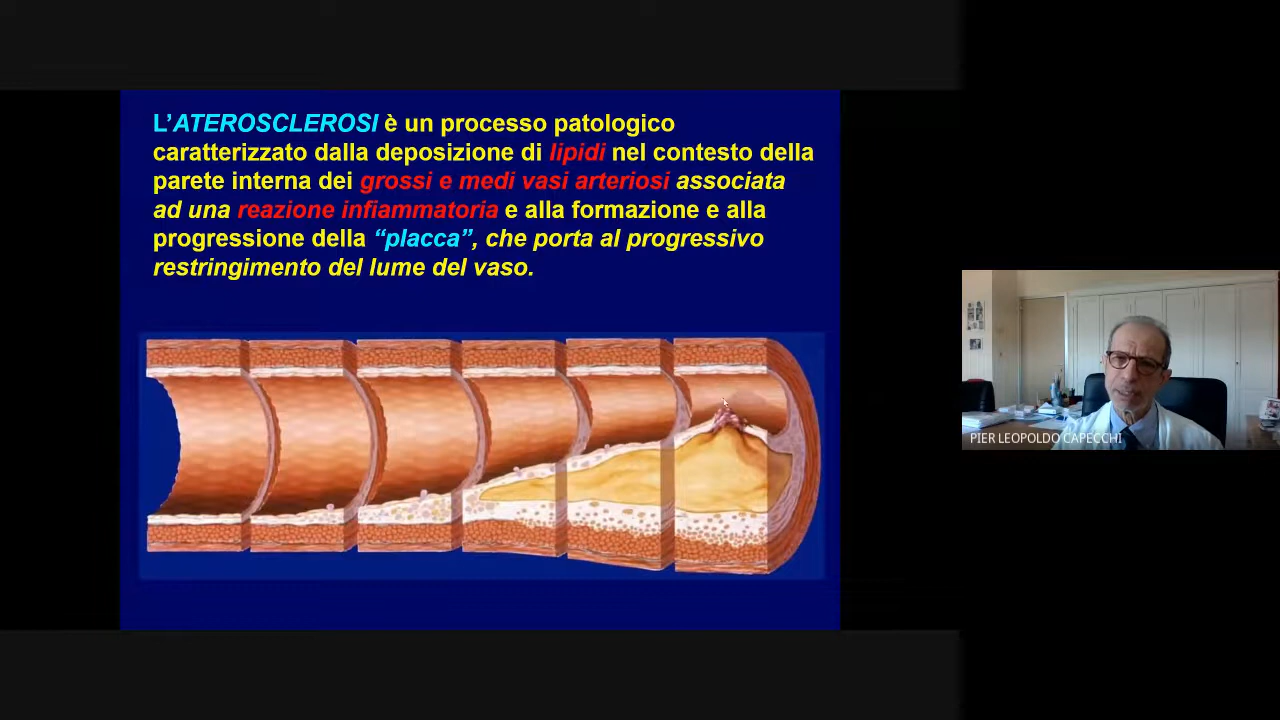 L’ATEROSCLEROSI è un processo patologico
caratterizzato dalla deposizione di lipidi nel contesto della
parete interna dei grossi e medi vasi arteriosi associata
ad una reazione infiammatoria e alla formazione e alla
progressione della “placca”, che porta al progressivo
restringimento del lume del vaso.
PIER LEOPOLDO CAPECCHI